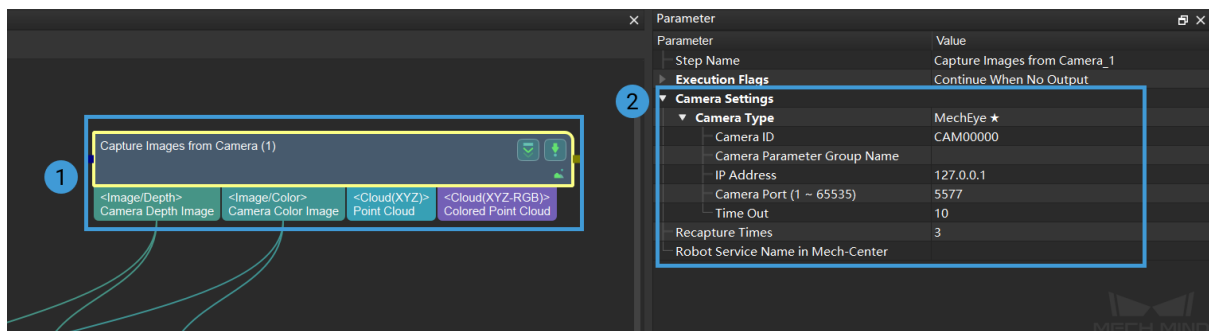 Parameter
Parameter Value
Step Name Capture Images from Camera_1
Execution Flags Continue When No Output
2
Camera Settings
Camera Type MechEye ★
Camera ID CAM00000
Camera Parameter Group Name
IP Address 127.0.0.1
Camera Port (1 ~ 65535) 5577
Time Out 10
Recapture Times 3
Robot Service Name in Mech-Center
1
Capture Images from Camera (1)
<Image/Depth> <Image/Color> <Cloud(XYZ)> <Cloud(XYZ-RGB)>
Camera Depth Image Camera Color Image Point Cloud Colored Point Cloud
MECH MIND